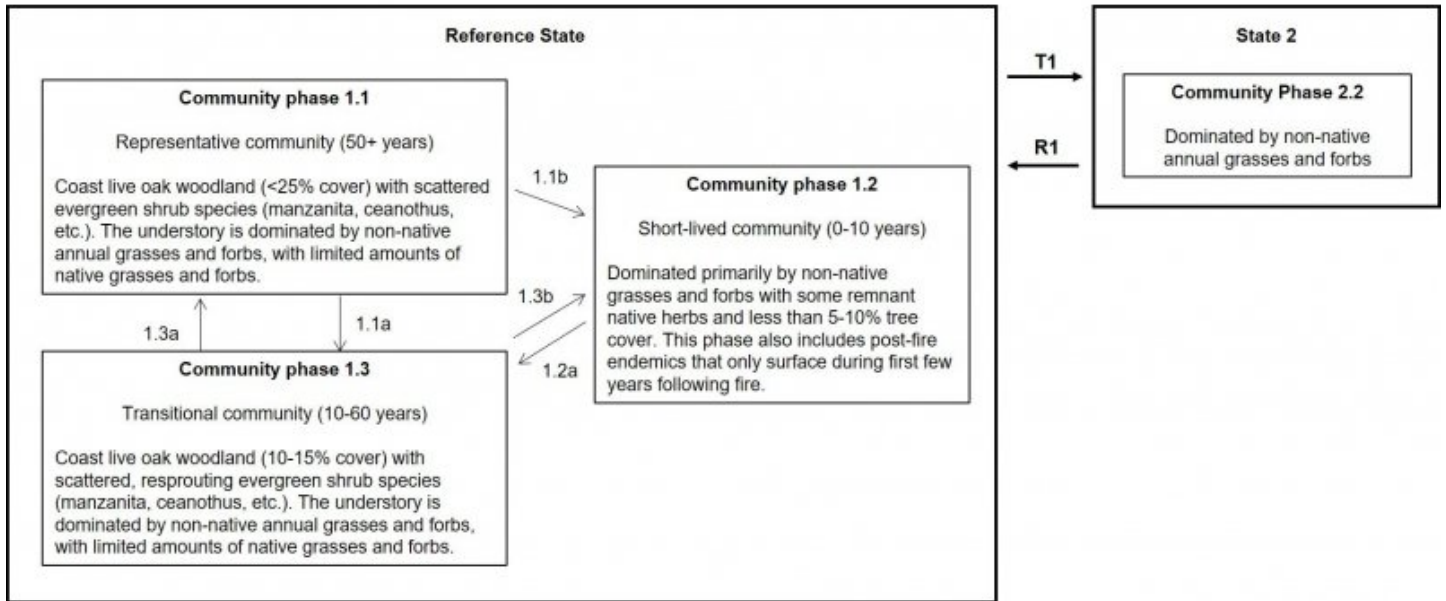 Reference State
Community phase 1.1
Representative community (50+ years)
Coast live oak woodland (<25% cover) with scattered
evergreen shrub species (manzanita, ceanothus,
etc.). The understory is dominated by non-native
annual grasses and forbs, with limited amounts of
native grasses and forbs.
1.1b
1.3a
1.1a
1.3b
1.2a
Community phase 1.2
Short-lived community (0-10 years)
Dominated primarily by non-native
grasses and forbs with some remnant
native herbs and less than 5-10% tree
cover. This phase also includes post-fire
endemics that only surface during first few
years following fire.
Community phase 1.3
Transitional community (10-60 years)
Coast live oak woodland (10-15% cover) with
scattered, resprouting evergreen shrub species
(manzanita, ceanothus, etc.). The understory is
dominated by non-native annual grasses and forbs,
with limited amounts of native grasses and forbs.
T1
R1
State 2
Community Phase 2.2
Dominated by non-native
annual grasses and forbs